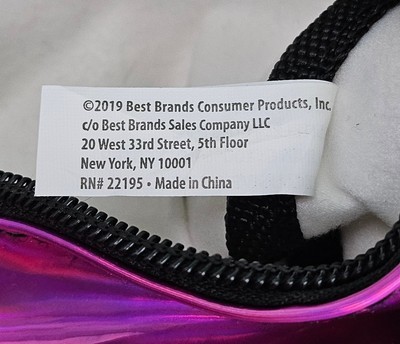 ©2019 Best Brands Consumer Products, Inc.
c/o Best Brands Sales Company LLC
20 West 33rd Street, 5th Floor
New York, NY 10001
RN# 22195 • Made in China